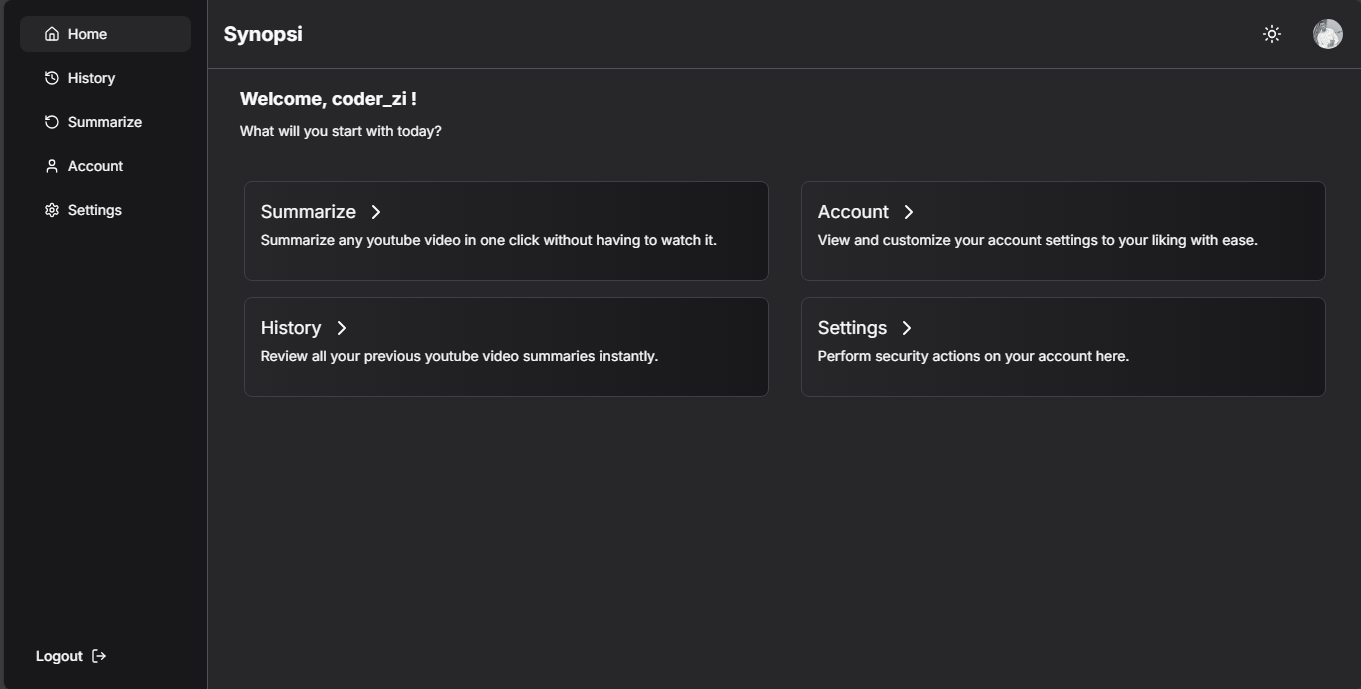 Home
History
Summarize
Account
Settings
Logout
Synopsi
Welcome, coder_zi !
What will you start with today?
Summarize
Summarize any youtube video in one click without having to watch it.
Account
View and customize your account settings to your liking with ease.
History
Review all your previous youtube video summaries instantly.
Settings
Perform security actions on your account here.